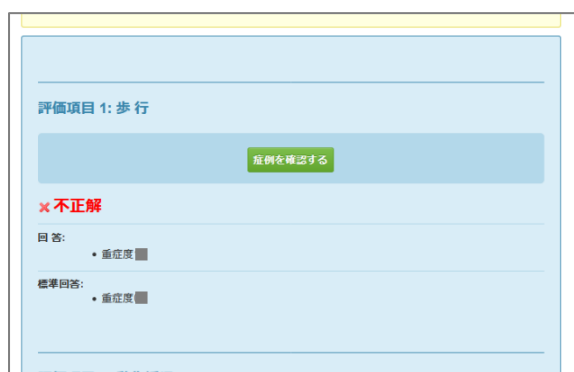 評価項目 1: 歩 行
症例を確認する
不正解
回 答:
• 重症度
標準回答:
• 重症度